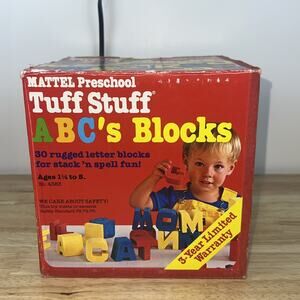 MATTEL Preschool
Tuff Stuff®
ABC's Blocks
30 rugged letter blocks
for stack 'n spell fun!
Ages 1½ to 5.
WE CARE ABOUT SAFETY!
MOM
CAT
N
3-Year Limited
Warranty